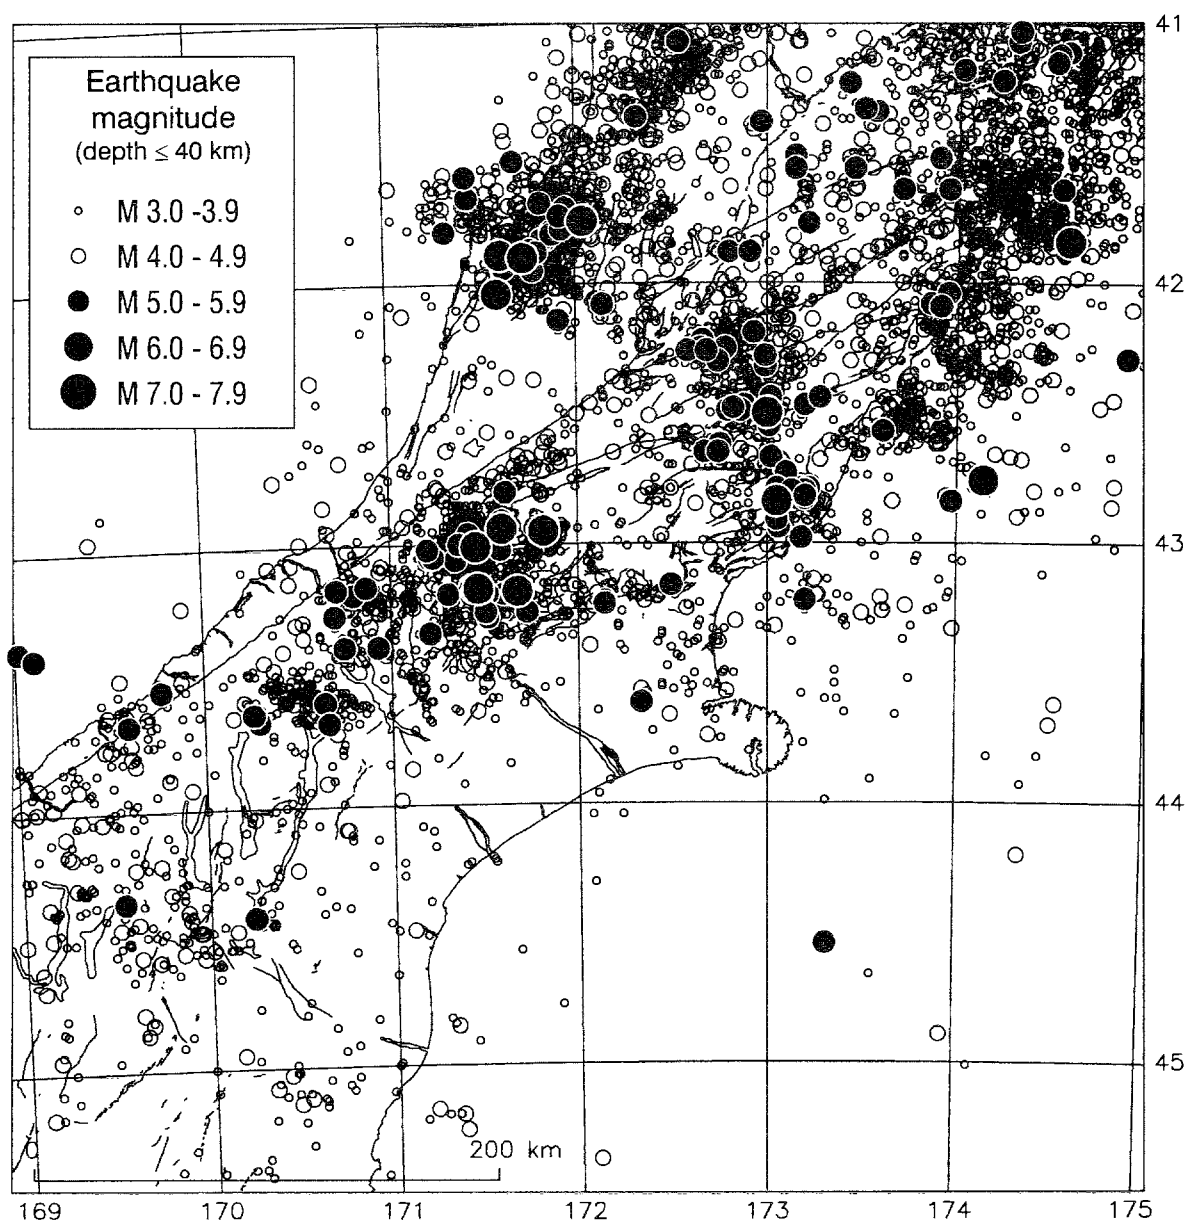 Earthquake
magnitude
(depth ≤ 40 km)
M 3.0 -3.9
M 4.0 - 4.9
M 5.0 - 5.9
M 6.0 - 6.9
M 7.0 - 7.9
41
42
43
44
45
200 km
169 170 171 172 173 174 175